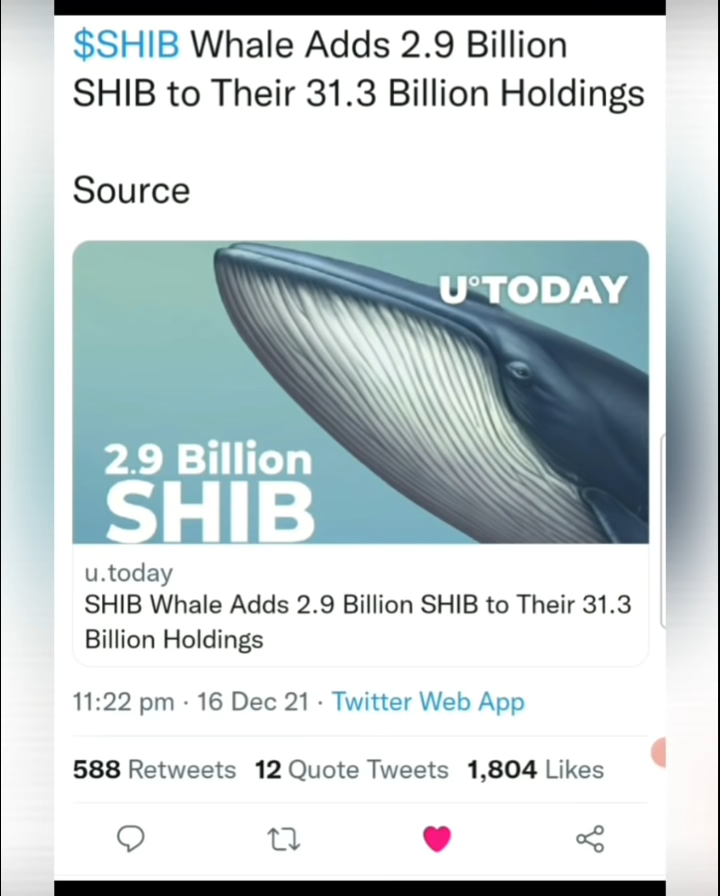 $SHIB Whale Adds 2.9 Billion
SHIB to Their 31.3 Billion Holdings
Source
U°TODAY
2.9 Billion
SHIB
u.today
SHIB Whale Adds 2.9 Billion SHIB to Their 31.3
Billion Holdings
11:22 pm · 16 Dec 21 · Twitter Web App
588 Retweets 12 Quote Tweets 1,804 Likes